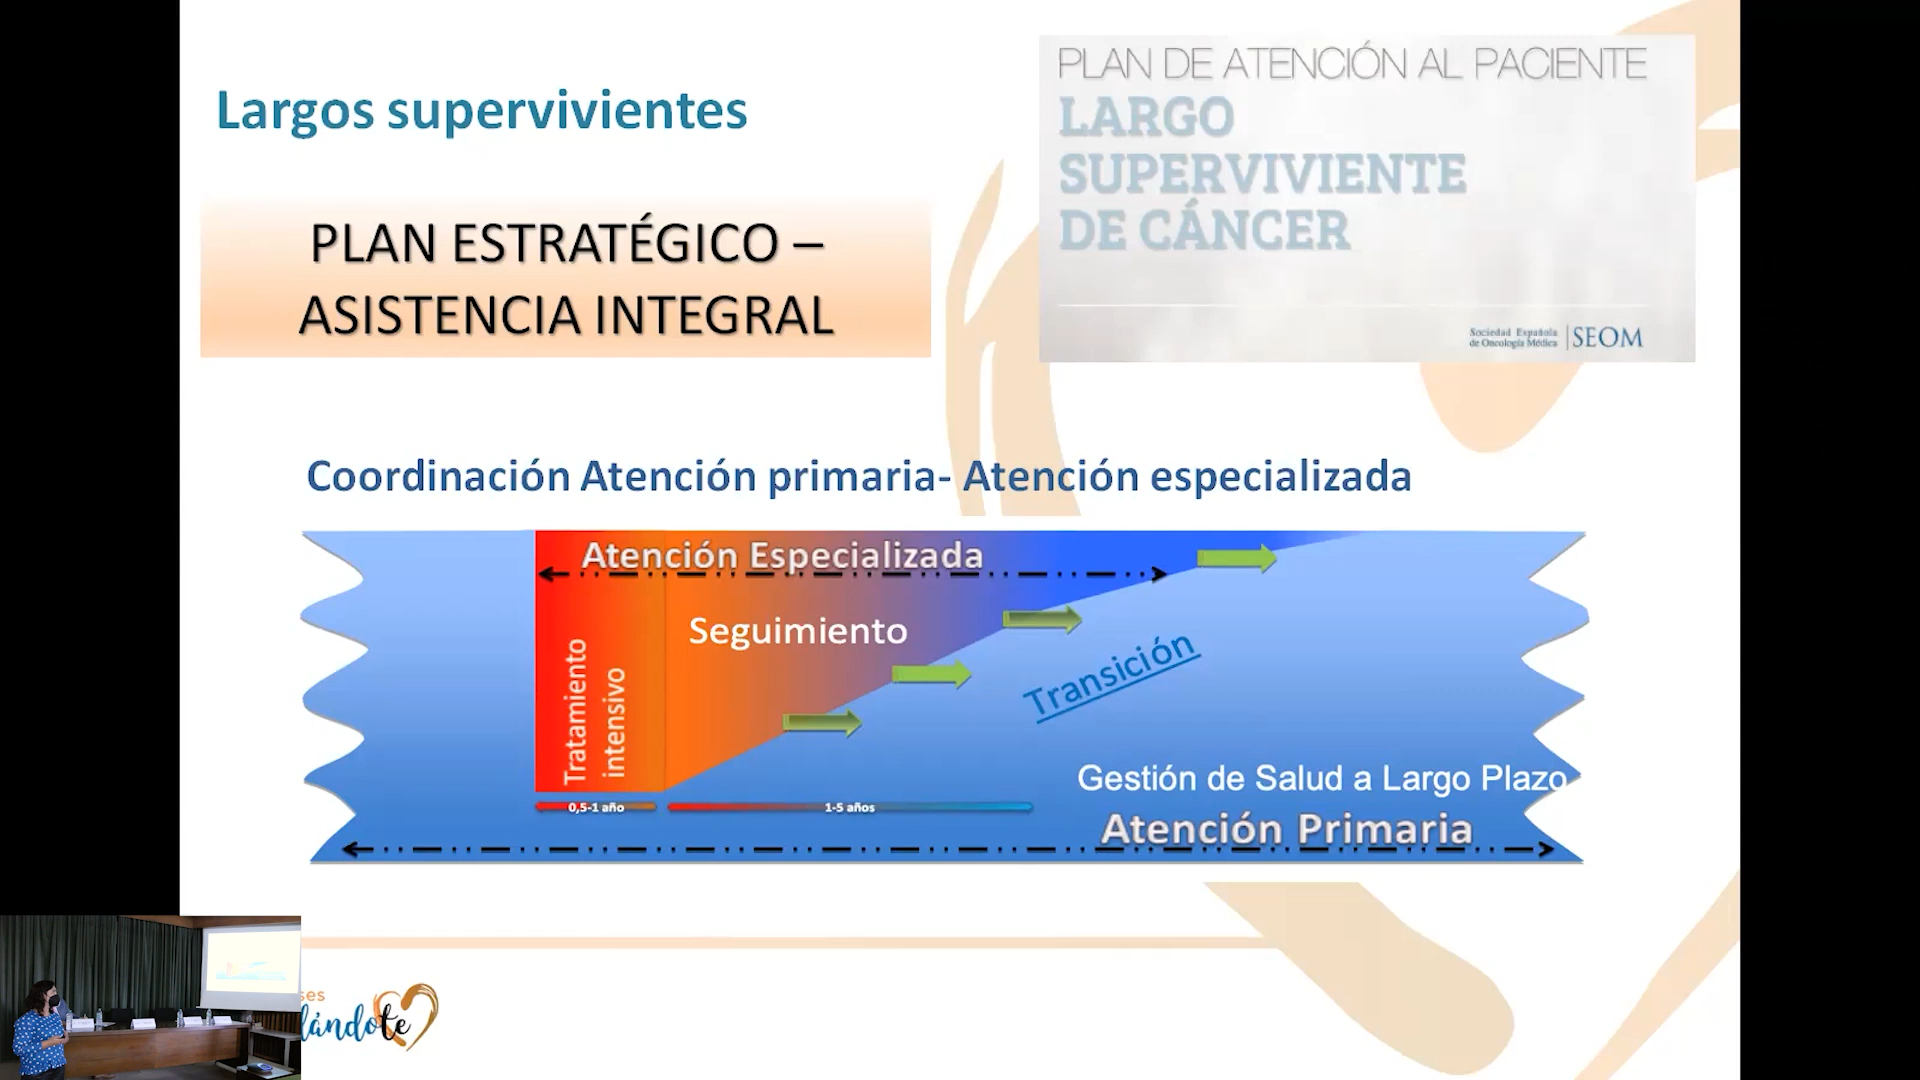 Largos supervivientes
PLAN ESTRATÉGICO –
ASISTENCIA INTEGRAL
PLAN DE ATENCIÓN AL PACIENTE
LARGO
SUPERVIVIENTE
DE CÁNCER
Sociedad Española
de Oncología Médica
SEOM
Coordinación Atención primaria- Atención especializada
Atención Especializada
Seguimiento
Tratamiento
intensivo
Transición
0,5-1 año
1-5 años
Gestión de Salud a Largo Plazo
Atención Primaria